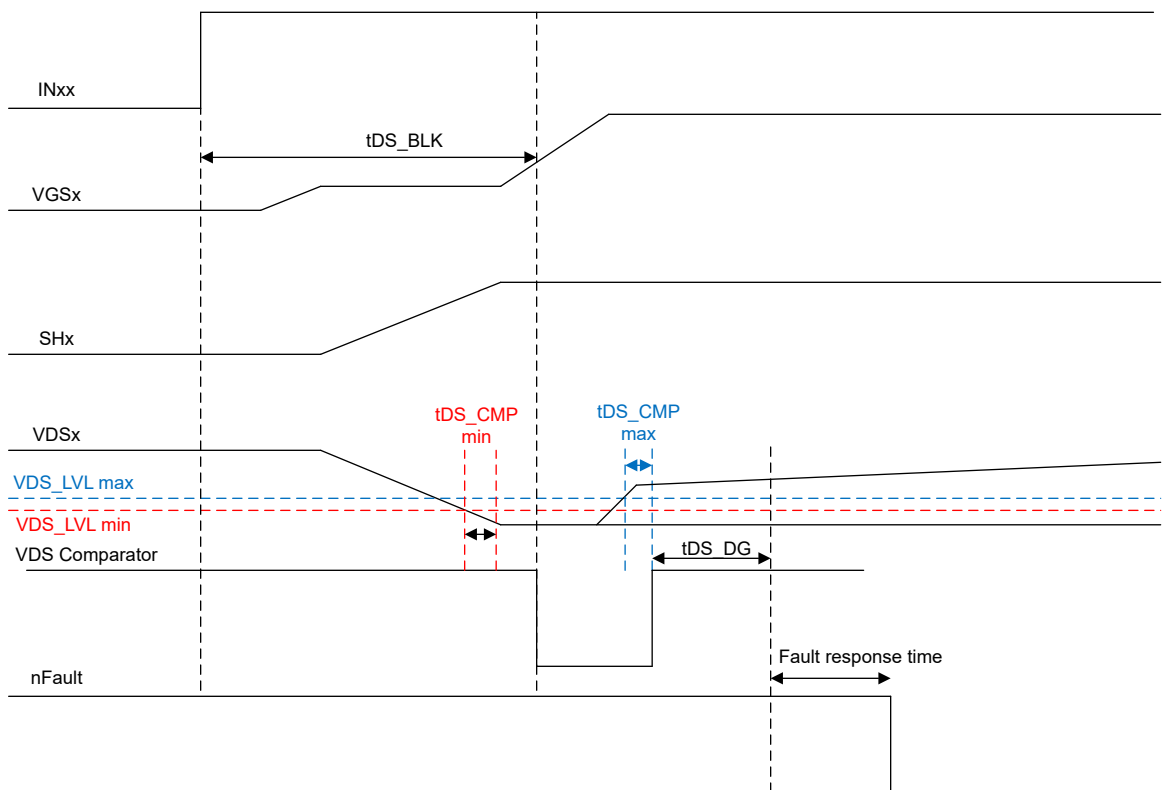 INxx
tDS_BLK
VGSx
SHx
VDSx
tDS_CMP
min
tDS_CMP
max
VDS_LVL max
VDS_LVL min
VDS Comparator
tDS_DG
Fault response time
nFault